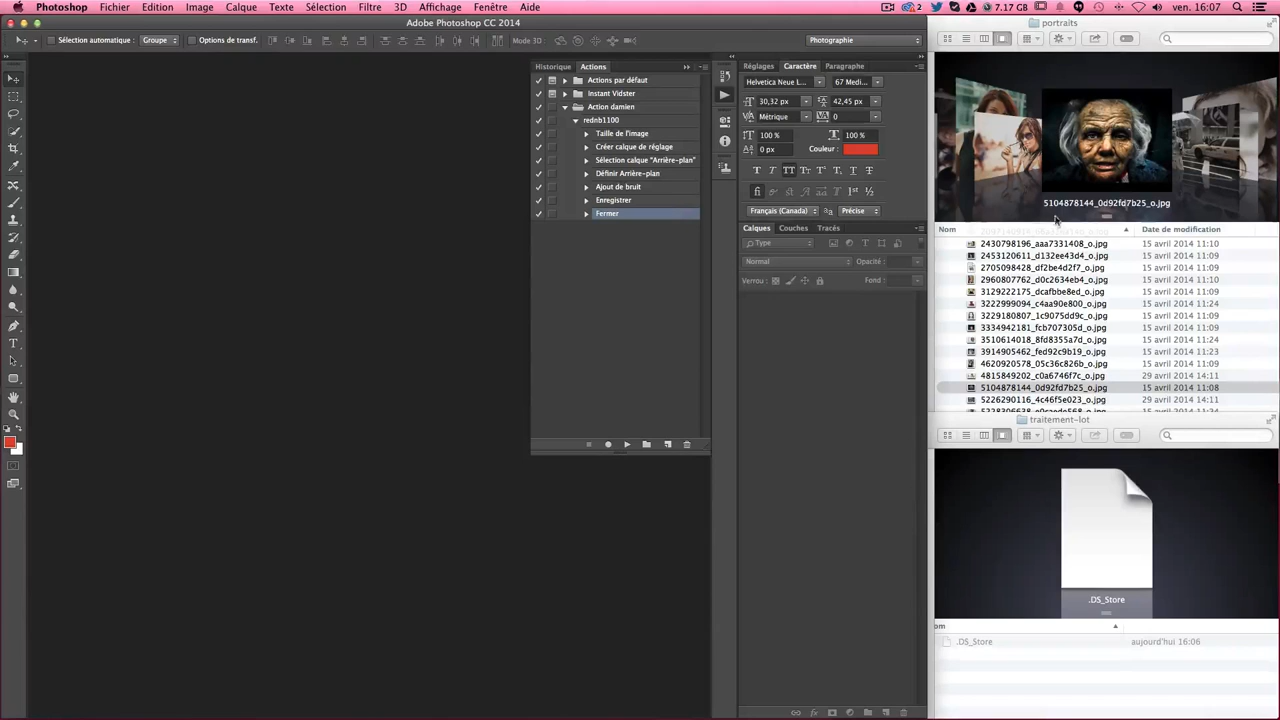 Photoshop Fichier Edition Image Calque Texte Sélection Filtre 3D Affichage Fenêtre Aide 2 7.17 GB ven. 16:07
Adobe Photoshop CC 2014
Sélection automatique : Groupe Options de transf. Mode 3D : Photographie
Historique Actions
Actions par défaut
Instant Vidster
Action damien
rednb1100
Taille de l'image
Créer calque de réglage
Sélection calque "Arrière-plan"
Définir Arrière-plan
Ajout de bruit
Enregistrer
Fermer
Réglages Caractère Paragraphe
Helvetica Neue L... 67 Medi...
30,32 px 42,45 px
Métrique 0
100 % 100 %
0 px Couleur :
Français (Canada) Précise
Calques Couches Tracés
Type
Normal Opacité :
Verrou : Fond :
portraits
5104878144_0d92fd7b25_o.jpg
Nom Date de modification
2430798196_aaa7331408_o.jpg 15 avril 2014 11:10
2453120611_d132ee43d4_o.jpg 15 avril 2014 11:09
2705098428_df2be4d2f7_o.jpg 15 avril 2014 11:09
2960807762_d0c2634eb4_o.jpg 15 avril 2014 11:10
3129222175_dcafbbe8ed_o.jpg 15 avril 2014 11:09
3222999094_c4aa90e800_o.jpg 15 avril 2014 11:24
3229180807_1c9075dd9c_o.jpg 15 avril 2014 11:09
3334942181_fcb707305d_o.jpg 15 avril 2014 11:09
3510614018_8fd8355a7d_o.jpg 15 avril 2014 11:24
3914905462_fed92c9b19_o.jpg 15 avril 2014 11:23
4620920578_05c36c826b_o.jpg 15 avril 2014 11:09
4815849202_c0a6746f7c_o.jpg 29 avril 2014 14:11
5104878144_0d92fd7b25_o.jpg 15 avril 2014 11:08
5226290116_4c46f5e023_o.jpg 29 avril 2014 14:11
traitement-lot
.DS_Store
om
.DS_Store aujourd'hui 16:06